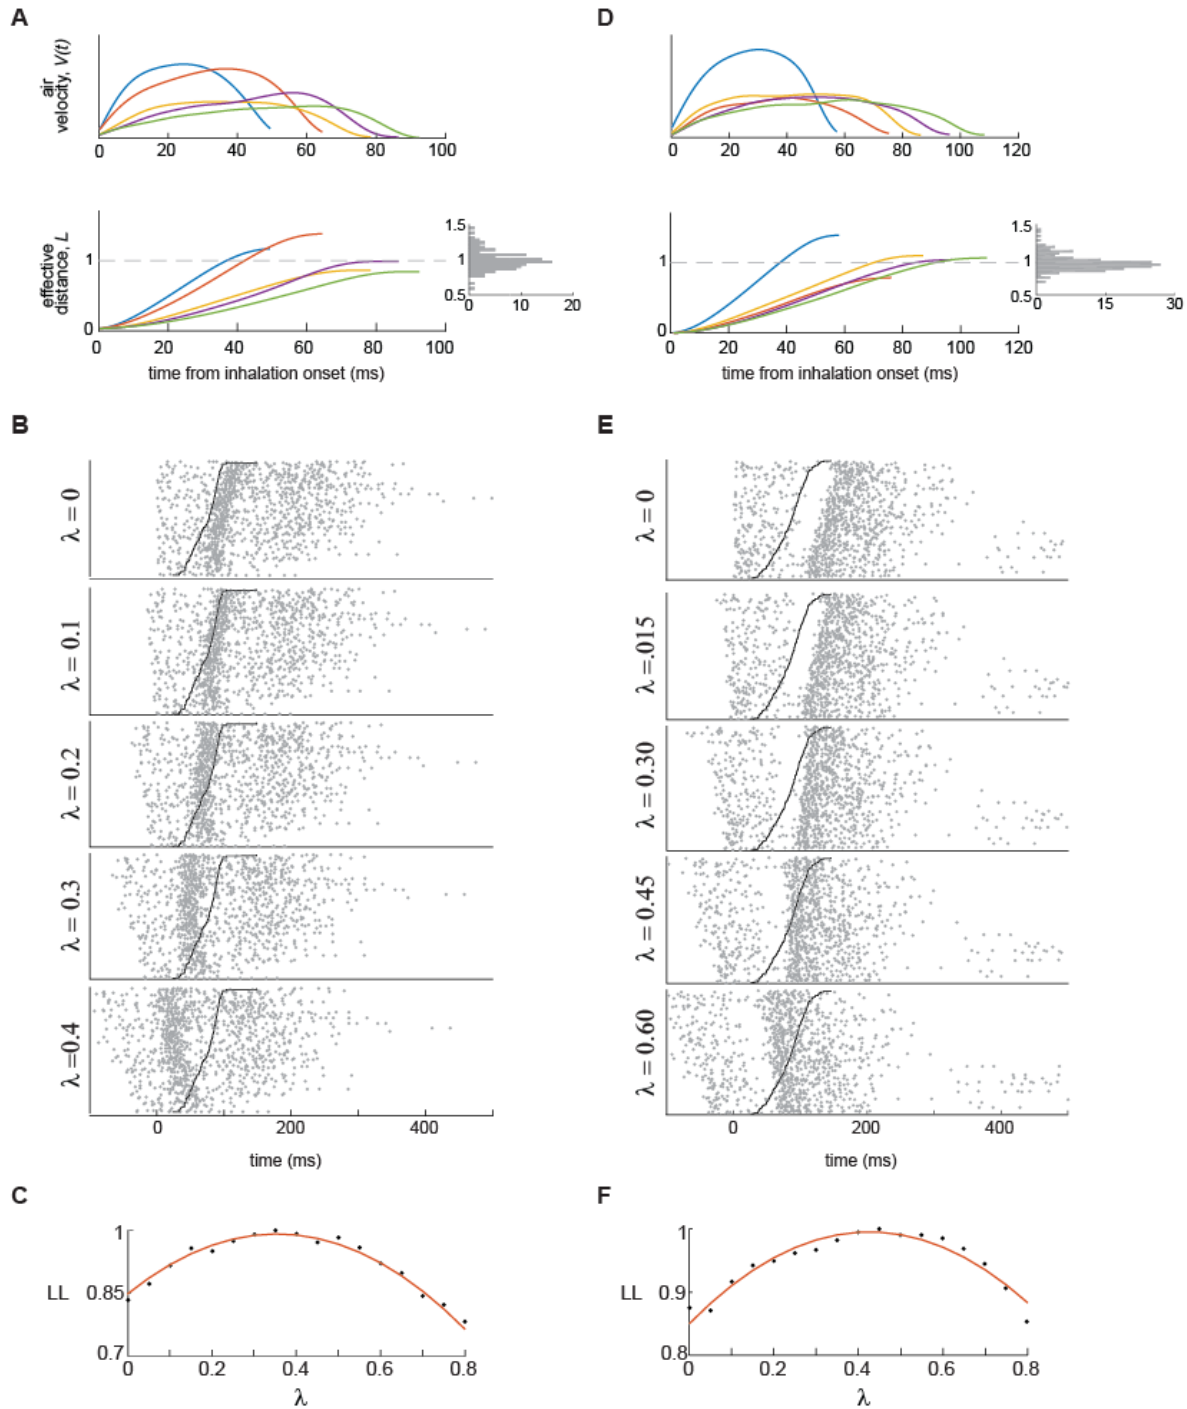 A
D
air
velocity, V(t)
0
20
40
60
80
100
air
velocity, V(t)
0
20
40
60
80
100
120
effective
distance, L
1
0
0
20
40
60
80
100
time from inhalation onset (ms)
1.5
1
0.5
0
10
20
1
0
0
20
40
60
80
100
120
time from inhalation onset (ms)
1.5
1
0.5
0
15
30
B
λ = 0
λ = 0.1
λ = 0.2
λ = 0.3
λ =0.4
0
200
400
time (ms)
E
λ = 0
λ =.015
λ = 0.30
λ = 0.45
λ = 0.60
0
200
400
time (ms)
C
1
LL 0.85
0.7
0
0.2
0.4
0.6
0.8
λ
F
1
LL 0.9
0.8
0
0.2
0.4
0.6
0.8
λ